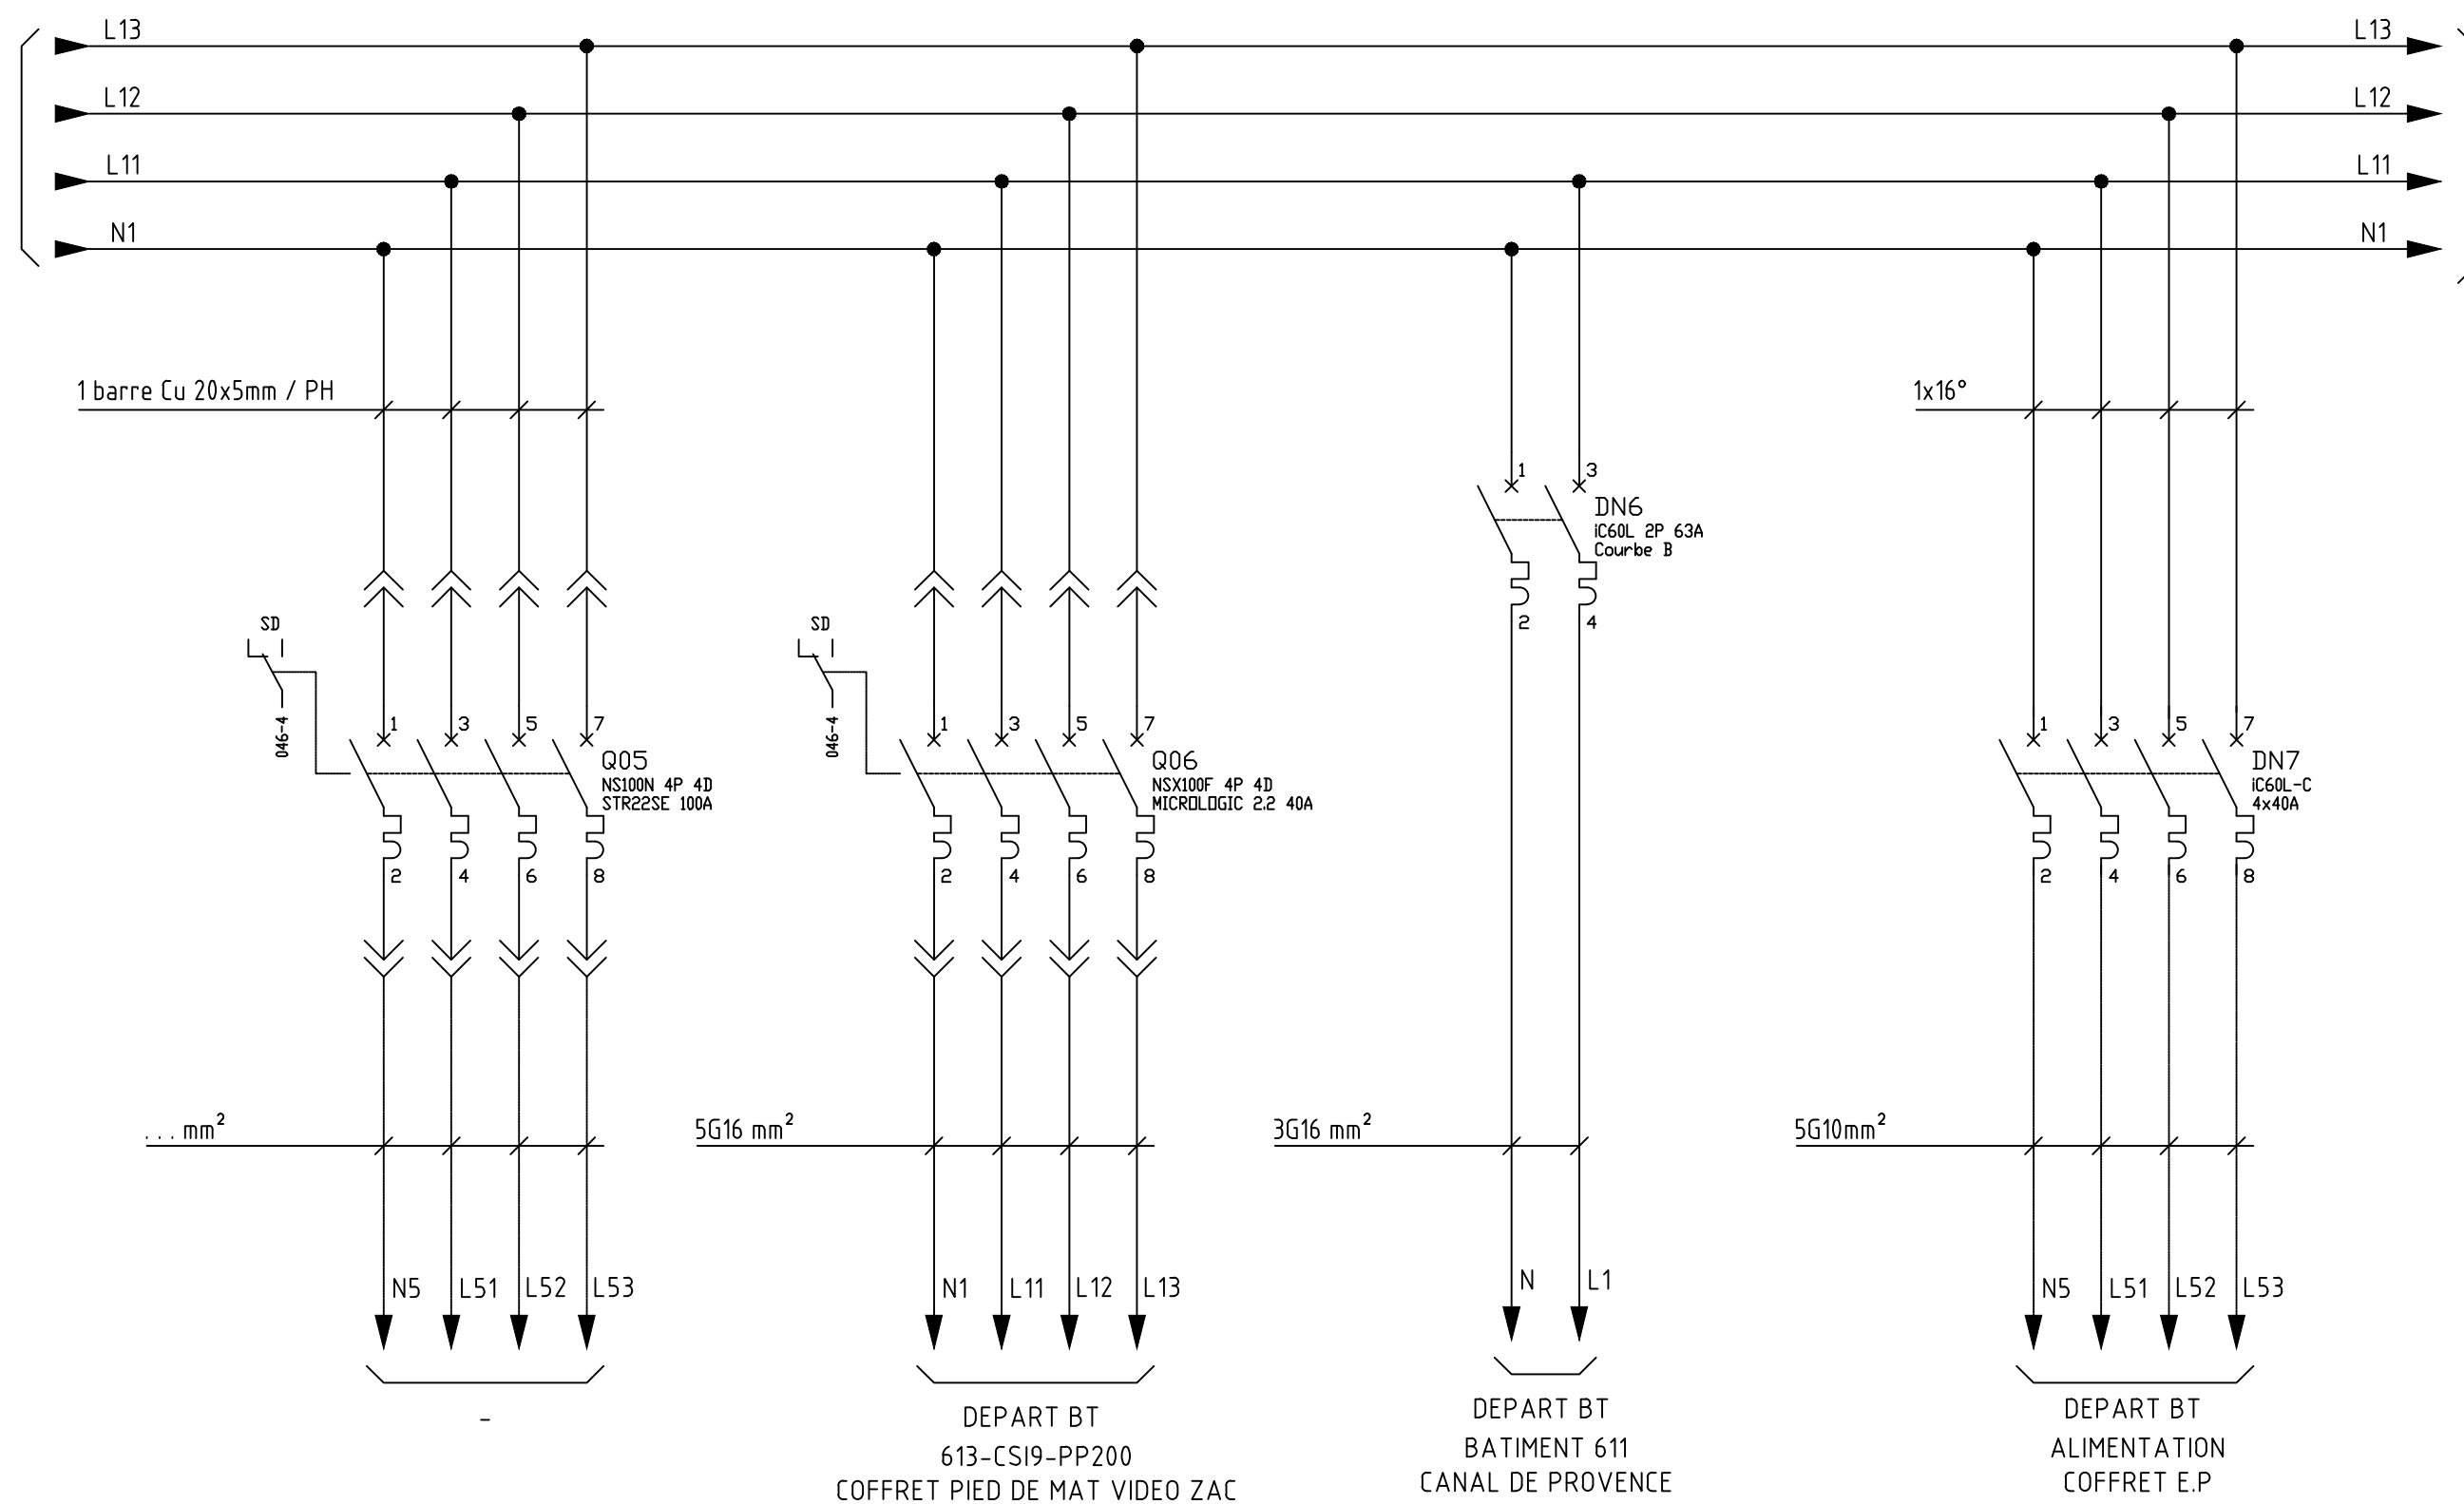 L13 L13
L12 L12
L11 L11
N1 N1
1 barre Cu 20x5mm / PH
1x16°
1 3
DN6
iC60L 2P 63A
Courbe B
2 4
SD
046-4
1 3 5 7
Q05
NS100N 4P 4D
STR22SE 100A
2 4 6 8
SD
046-4
1 3 5 7
Q06
NSX100F 4P 4D
MICROLOGIC 2.2 40A
2 4 6 8
1 3 5 7
DN7
iC60L-C
4x40A
2 4 6 8
... mm²
5G16 mm²
3G16 mm²
5G10mm²
N5 L51 L52 L53
N1 L11 L12 L13
N L1
N5 L51 L52 L53
-
DEPART BT
613-CSI9-PP200
COFFRET PIED DE MAT VIDEO ZAC
DEPART BT
BATIMENT 611
CANAL DE PROVENCE
DEPART BT
ALIMENTATION
COFFRET E.P